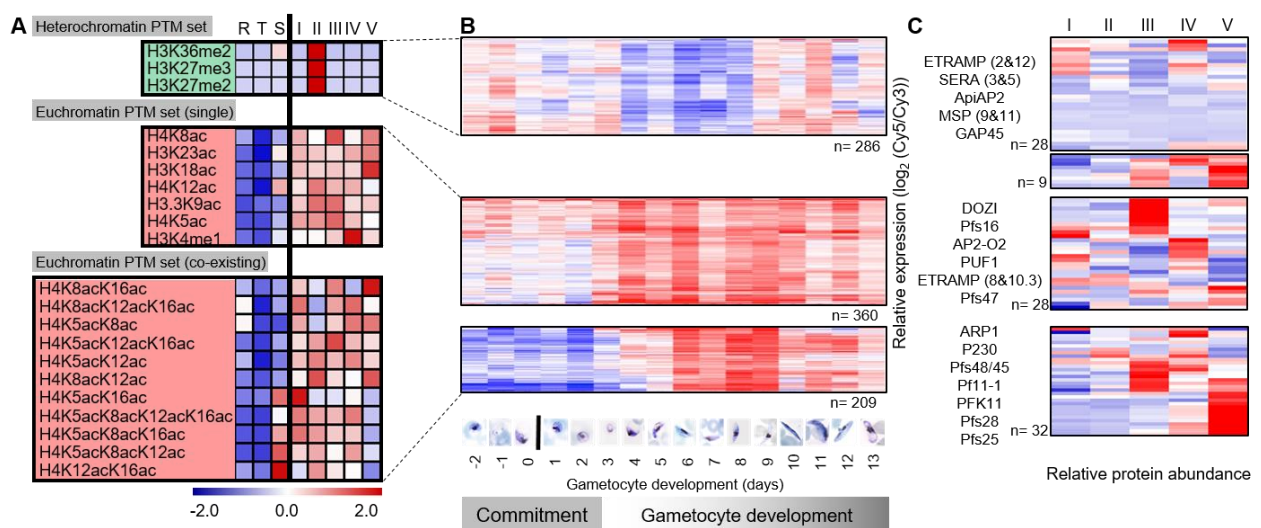 A
Heterochromatin PTM set
R T S I II III IV V
H3K36me2
H3K27me3
H3K27me2
Euchromatin PTM set (single)
H4K8ac
H3K23ac
H3K18ac
H4K12ac
H3.3K9ac
H4K5ac
H3K4me1
Euchromatin PTM set (co-existing)
H4K8acK16ac
H4K8acK12acK16ac
H4K5acK8ac
H4K5acK12acK16ac
H4K5acK12ac
H4K8acK12ac
H4K5acK16ac
H4K5acK8acK12acK16ac
H4K5acK8acK16ac
H4K5acK8acK12ac
H4K12acK16ac
-2.0 0.0 2.0
B
n= 286
n= 360
n= 209
Relative expression (log2 (Cy5/Cy3))
-2 -1 0 1 2 3 4 5 6 7 8 9 10 11 12 13
Gametocyte development (days)
Commitment
Gametocyte development
C
I II III IV V
ETRAMP (2&12)
SERA (3&5)
ApiAP2
MSP (9&11)
GAP45
n= 28
n= 9
DOZI
Pfs16
AP2-O2
PUF1
ETRAMP (8&10.3)
Pfs47
n= 28
ARP1
P230
Pfs48/45
Pf11-1
PFK11
Pfs28
Pfs25
n= 32
Relative protein abundance